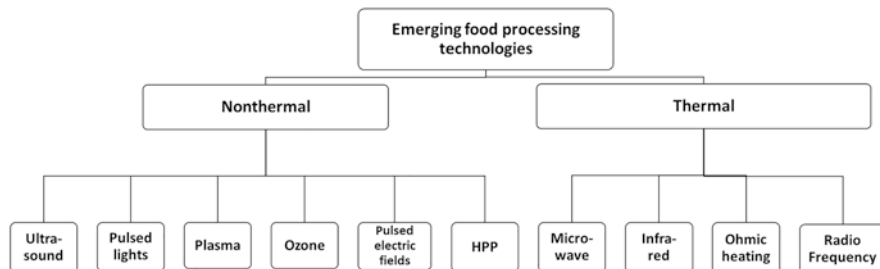 Emerging food processing
technologies
Nonthermal
Thermal
Ultra-
sound
Pulsed
lights
Plasma
Ozone
Pulsed
electric
fields
HPP
Micro-
wave
Infra-
red
Ohmic
heating
Radio
Frequency